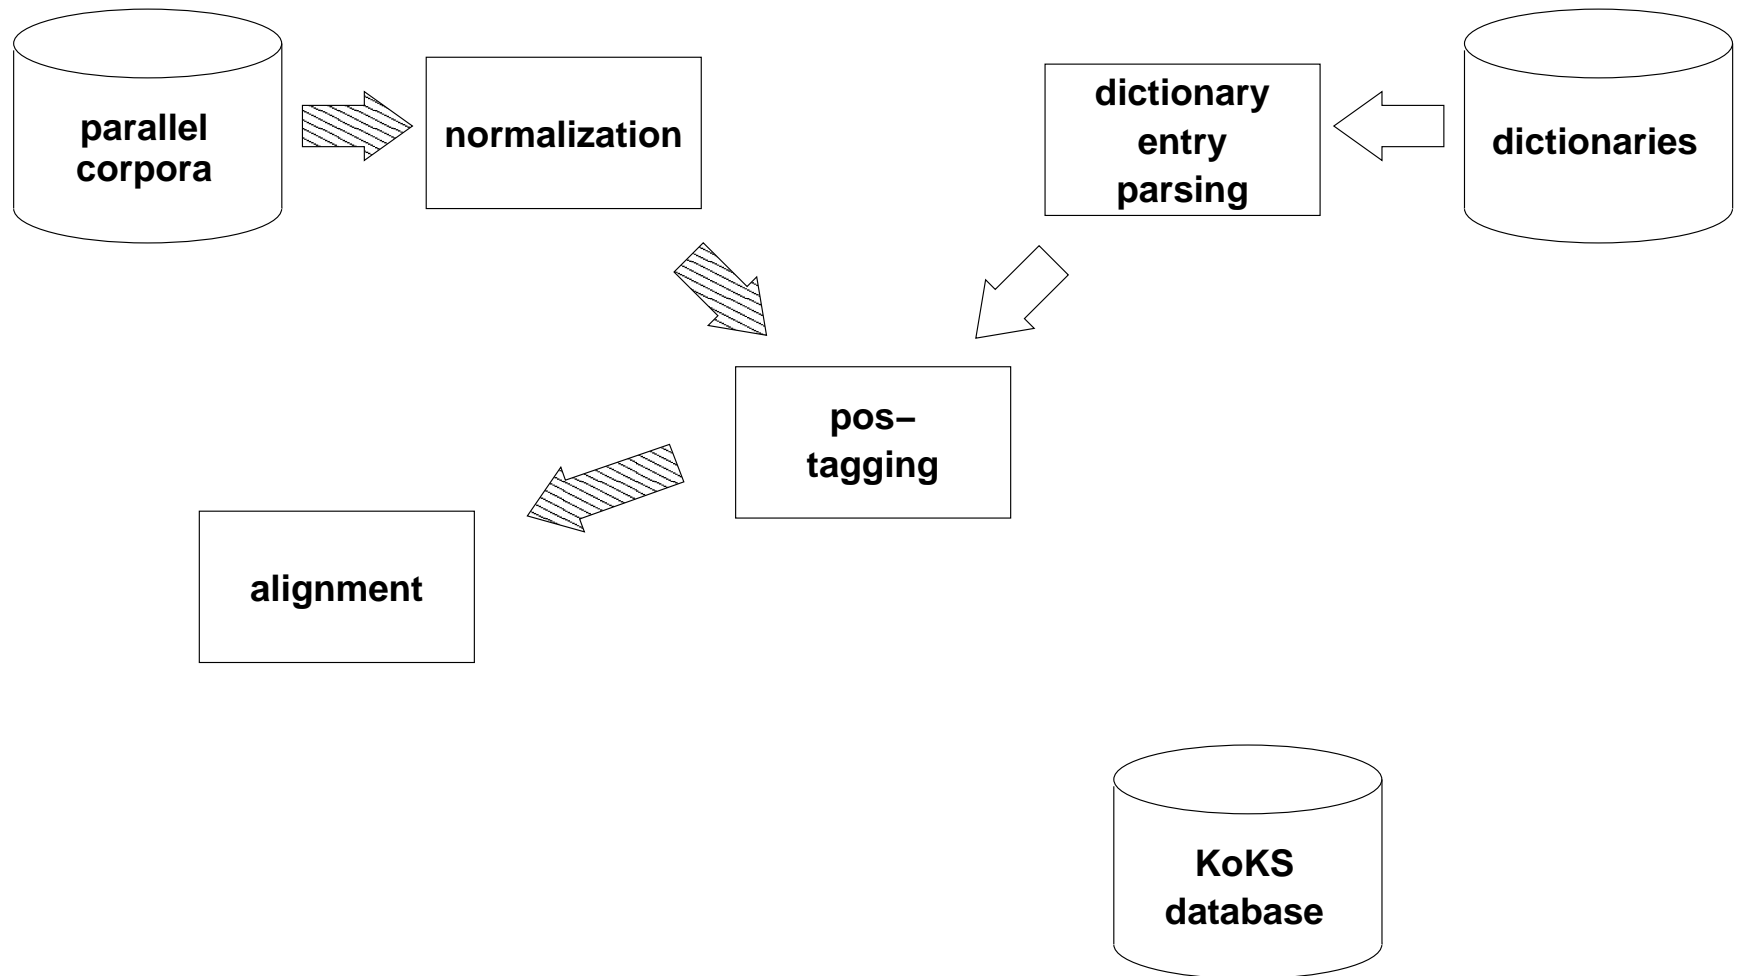 parallel
corpora
normalization
dictionary
entry
parsing
dictionaries
pos–
tagging
alignment
KoKS
database